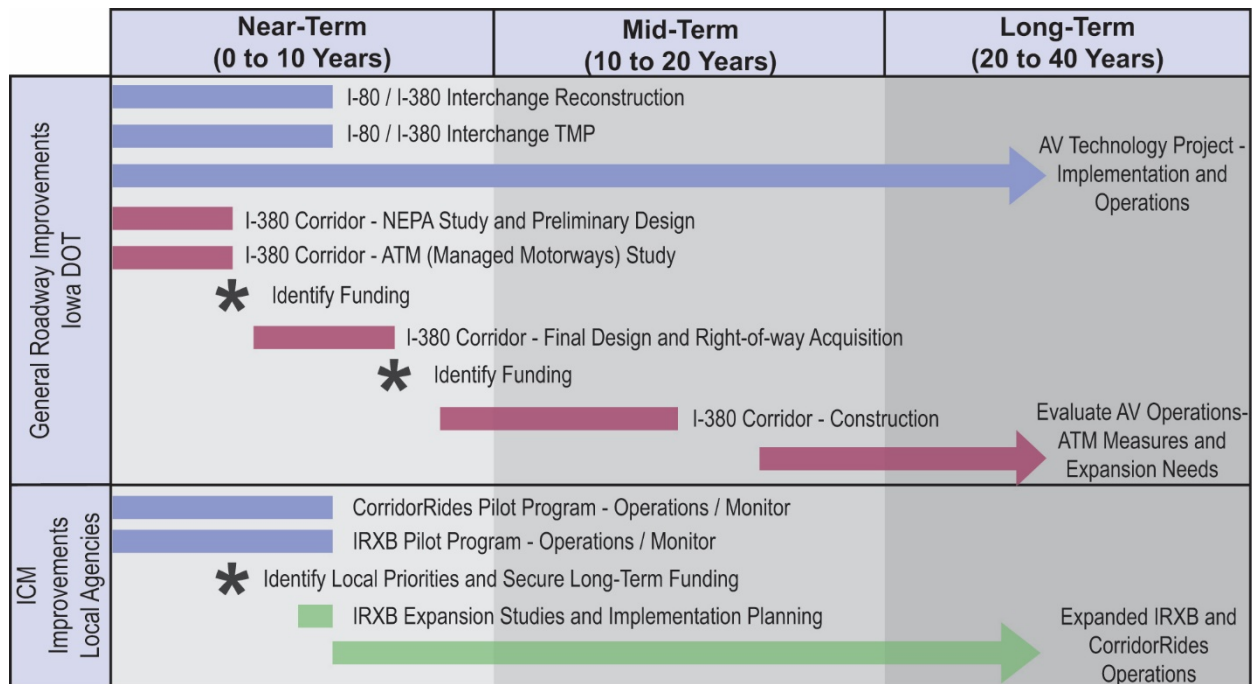 Near-Term
(0 to 10 Years)
Mid-Term
(10 to 20 Years)
Long-Term
(20 to 40 Years)
General Roadway Improvements
Iowa DOT
I-80 / I-380 Interchange Reconstruction
I-80 / I-380 Interchange TMP
AV Technology Project -
Implementation and
Operations
I-380 Corridor - NEPA Study and Preliminary Design
I-380 Corridor - ATM (Managed Motorways) Study
* Identify Funding
I-380 Corridor - Final Design and Right-of-way Acquisition
* Identify Funding
I-380 Corridor - Construction
Evaluate AV Operations-
ATM Measures and
Expansion Needs
ICM
Improvements
Local Agencies
CorridorRides Pilot Program - Operations / Monitor
IRXB Pilot Program - Operations / Monitor
* Identify Local Priorities and Secure Long-Term Funding
IRXB Expansion Studies and Implementation Planning
Expanded IRXB and
CorridorRides
Operations